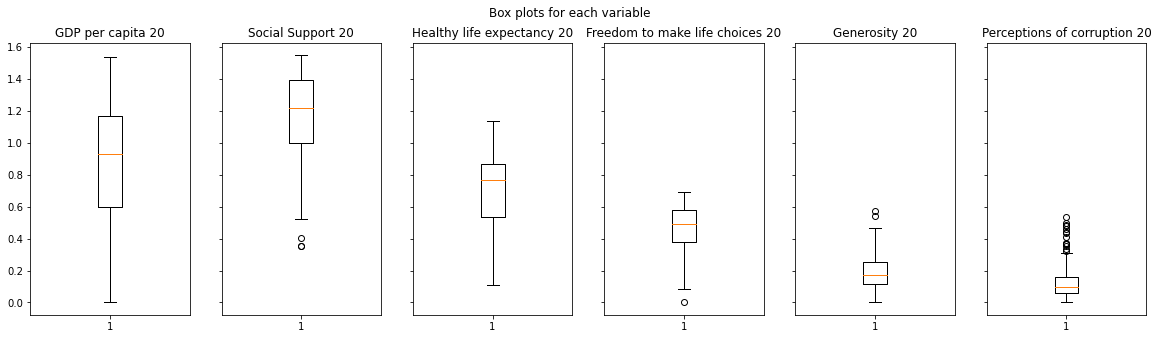 Box plots for each variable
GDP per capita 20
Social Support 20
Healthy life expectancy 20
Freedom to make life choices 20
Generosity 20
Perceptions of corruption 20
1.6
1.4
1.2
1.0
0.8
0.6
0.4
0.2
0.0
1
1
1
1
1
1